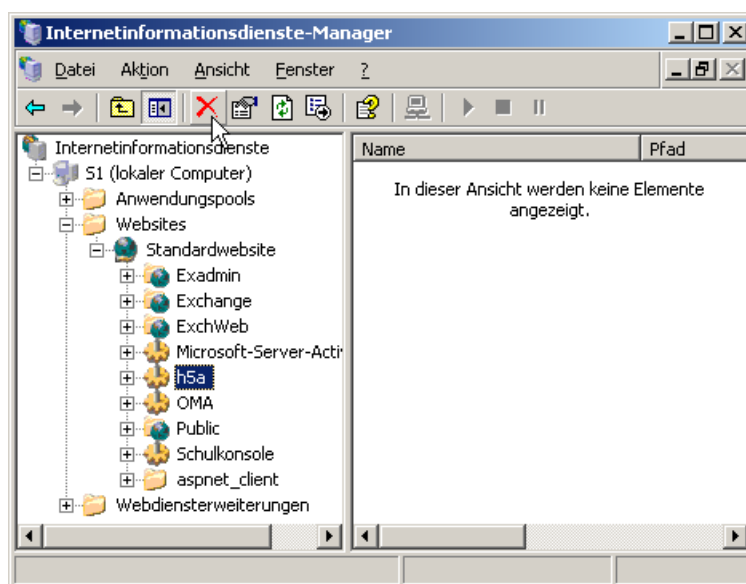 Internetinformationsdienste-Manager
Datei Aktion Ansicht Fenster ?
Internetinformationsdienste
S1 (lokaler Computer)
Anwendungspools
Websites
Standardwebsite
Exadmin
Exchange
ExchWeb
Microsoft-Server-Acti
h5a
OMA
Public
Schulkonsole
aspnet_client
Webdiensterweiterungen
Name Pfad
In dieser Ansicht werden keine Elemente
angezeigt.